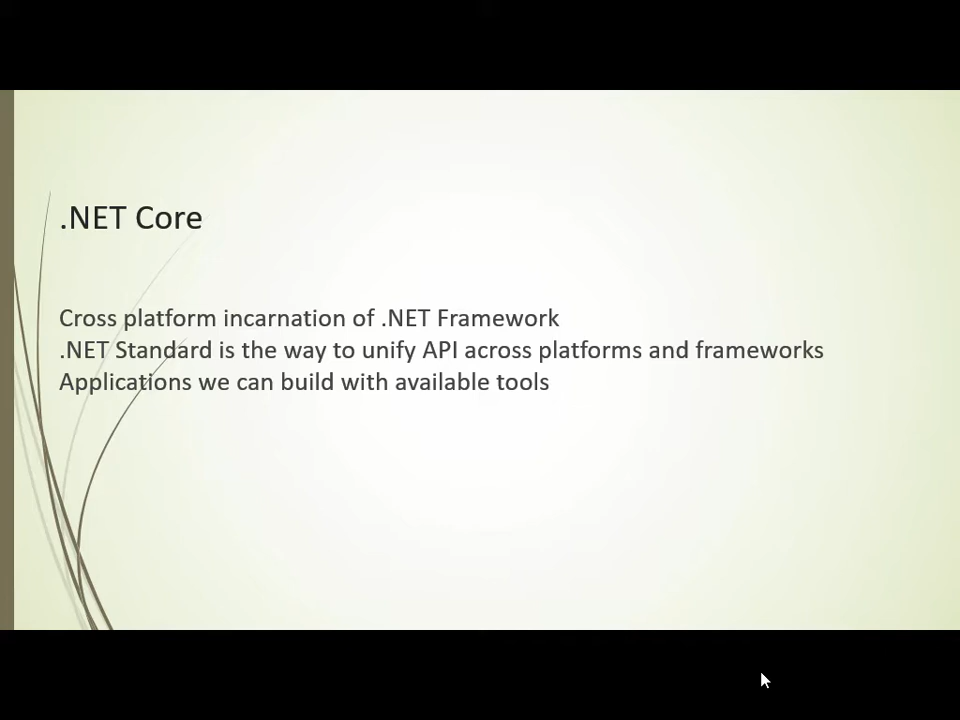 .NET Core
Cross platform incarnation of .NET Framework
.NET Standard is the way to unify API across platforms and frameworks
Applications we can build with available tools